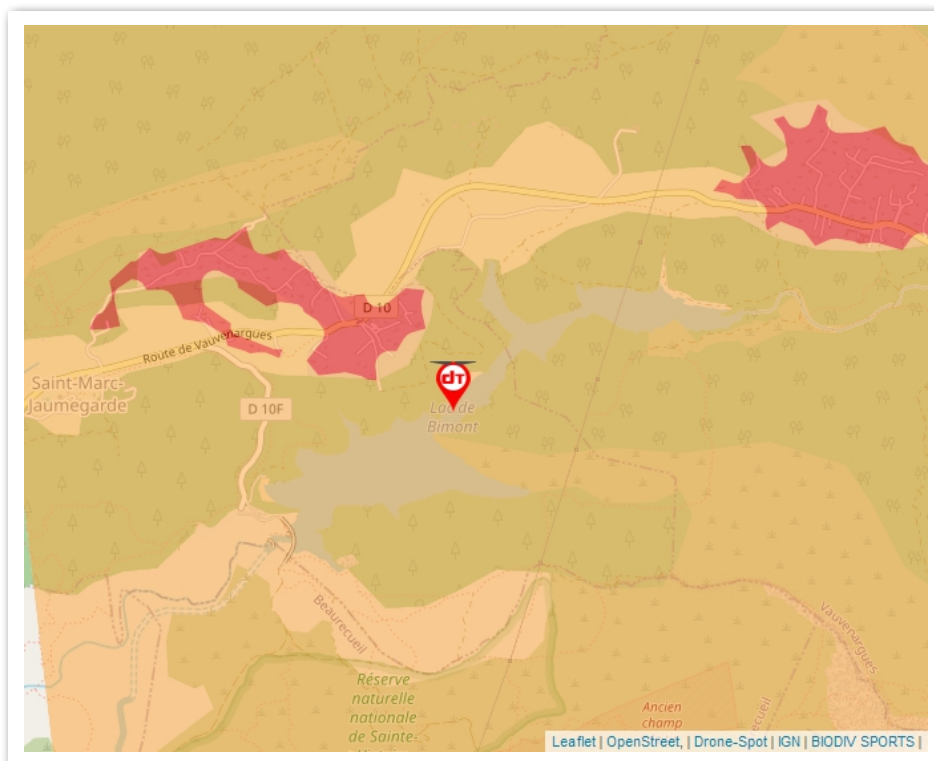 D 10
Route de Vauvenargues
Saint-Marc-
Jaumegarde
D 10F
dT
Lac de
Bimont
Beaurecueil
Vauvenargues
Réserve
naturelle
nationale
de Sainte-
Ancien
champ
Leaflet | OpenStreet, | Drone-Spot | IGN | BIODIV SPORTS |